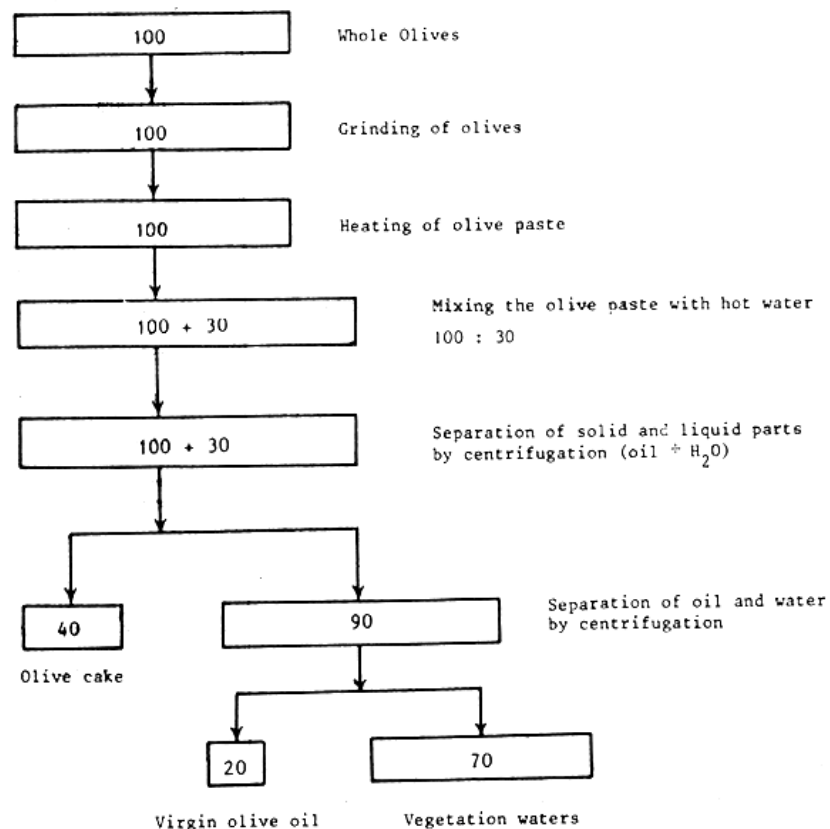 100 Whole Olives
100 Grinding of olives
100 Heating of olive paste
100 + 30 Mixing the olive paste with hot water
100 : 30
100 + 30 Separation of solid and liquid parts
by centrifugation (oil ÷ H₂O)
40 90 Separation of oil and water
by centrifugation
Olive cake
20 70
Virgin olive oil Vegetation waters